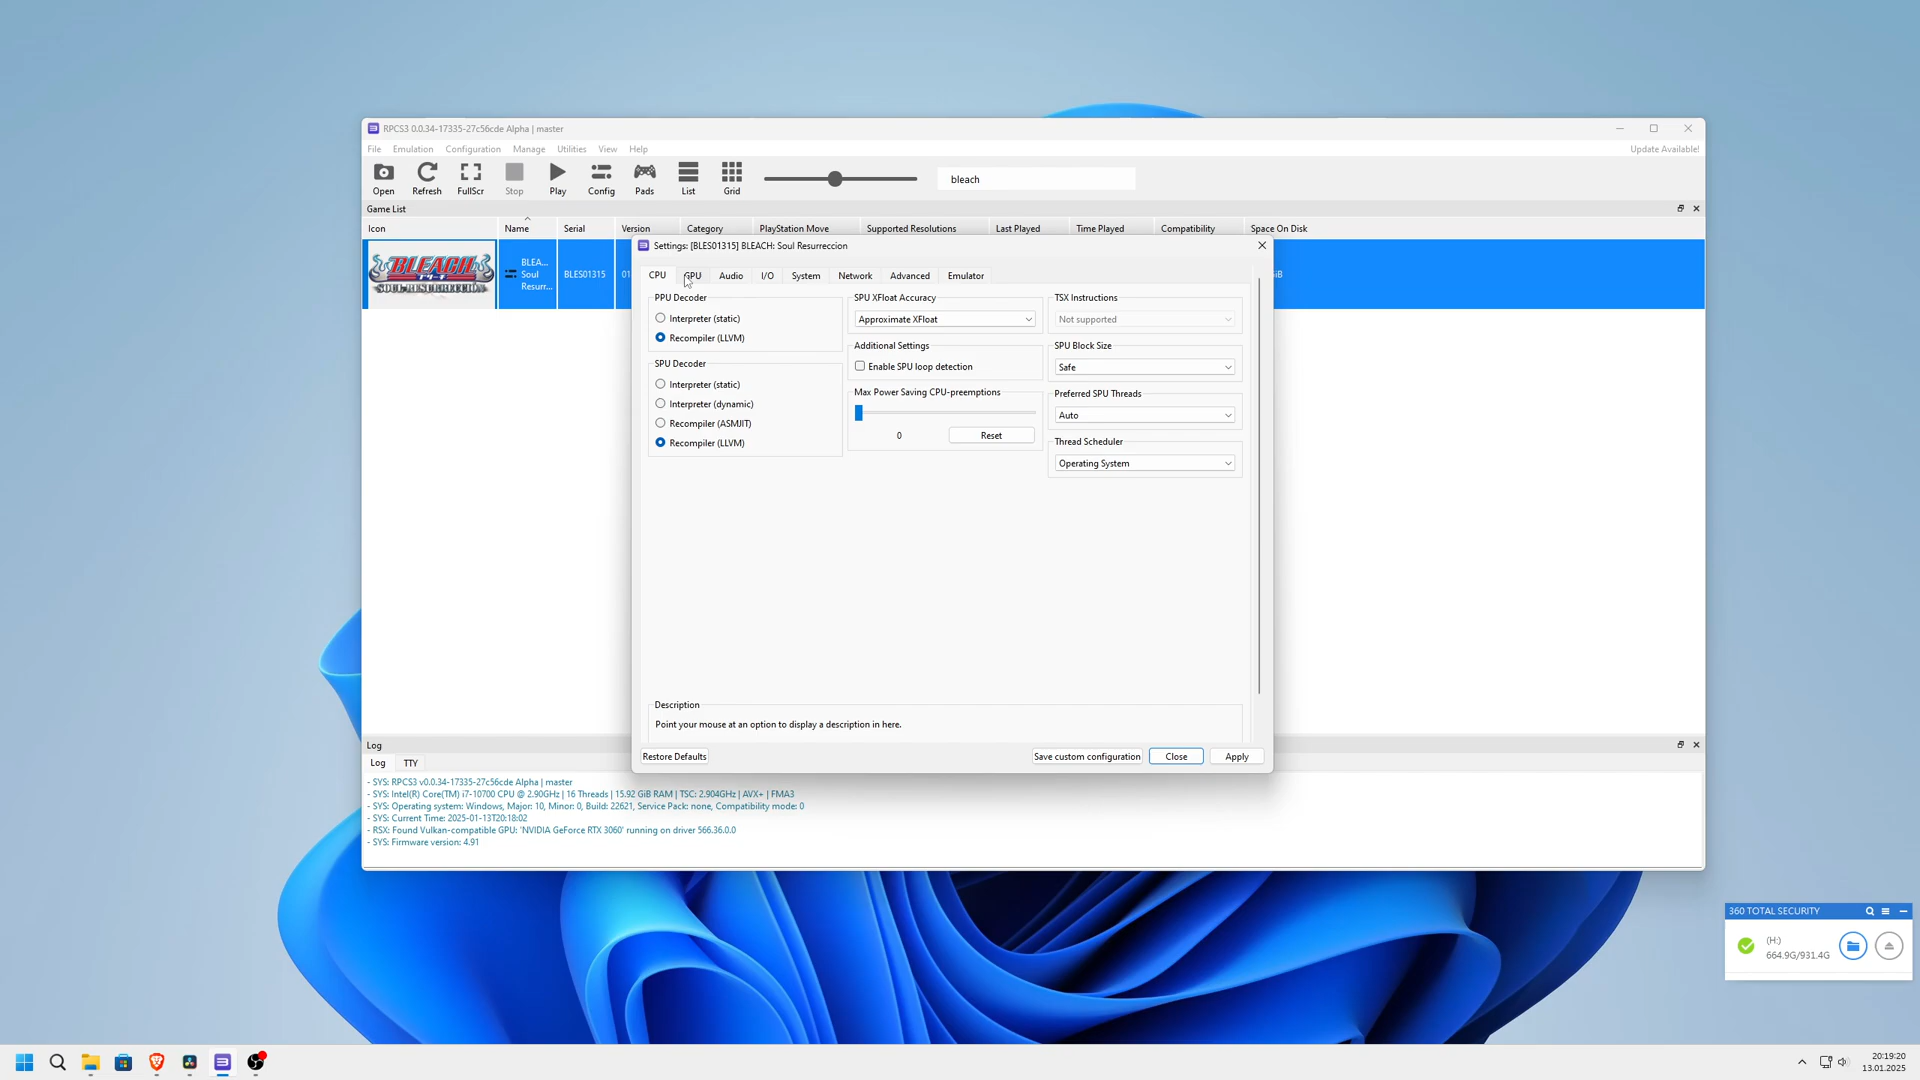 RPCS3 0.0.34-17335-27c56cde Alpha | master
File Emulation Configuration Manage Utilities View Help
Update Available!
Open Refresh FullScr Stop Play Config Pads List Grid
bleach
Game List
Icon Name Serial Version Category PlayStation Move Supported Resolutions Last Played Time Played Compatibility Space On Disk
BLEACH
SOUL RESURRECCION
BLEA...
Soul
Resurr...
BLES01315
01
iB
Settings: [BLES01315] BLEACH: Soul Resurreccion
CPU GPU Audio I/O System Network Advanced Emulator
PPU Decoder
Interpreter (static)
Recompiler (LLVM)
SPU Decoder
Interpreter (static)
Interpreter (dynamic)
Recompiler (ASMJIT)
Recompiler (LLVM)
SPU XFloat Accuracy
Approximate XFloat
Additional Settings
Enable SPU loop detection
Max Power Saving CPU-preemptions
0
Reset
TSX Instructions
Not supported
SPU Block Size
Safe
Preferred SPU Threads
Auto
Thread Scheduler
Operating System
Description
Point your mouse at an option to display a description in here.
Restore Defaults
Save custom configuration Close Apply
Log
Log TTY
- SYS: RPCS3 v0.0.34-17335-27c56cde Alpha | master
- SYS: Intel(R) Core(TM) i7-10700 CPU @ 2.90GHz | 16 Threads | 15.92 GiB RAM | TSC: 2.904GHz | AVX+ | FMA3
- SYS: Operating system: Windows, Major: 10, Minor: 0, Build: 22621, Service Pack: none, Compatibility mode: 0
- SYS: Current Time: 2025-01-13T20:18:02
- RSX: Found Vulkan-compatible GPU: 'NVIDIA GeForce RTX 3060' running on driver 566.36.0.0
- SYS: Firmware version: 4.91
360 TOTAL SECURITY
(H:)
664.9G/931.4G
20:19:20
13.01.2025